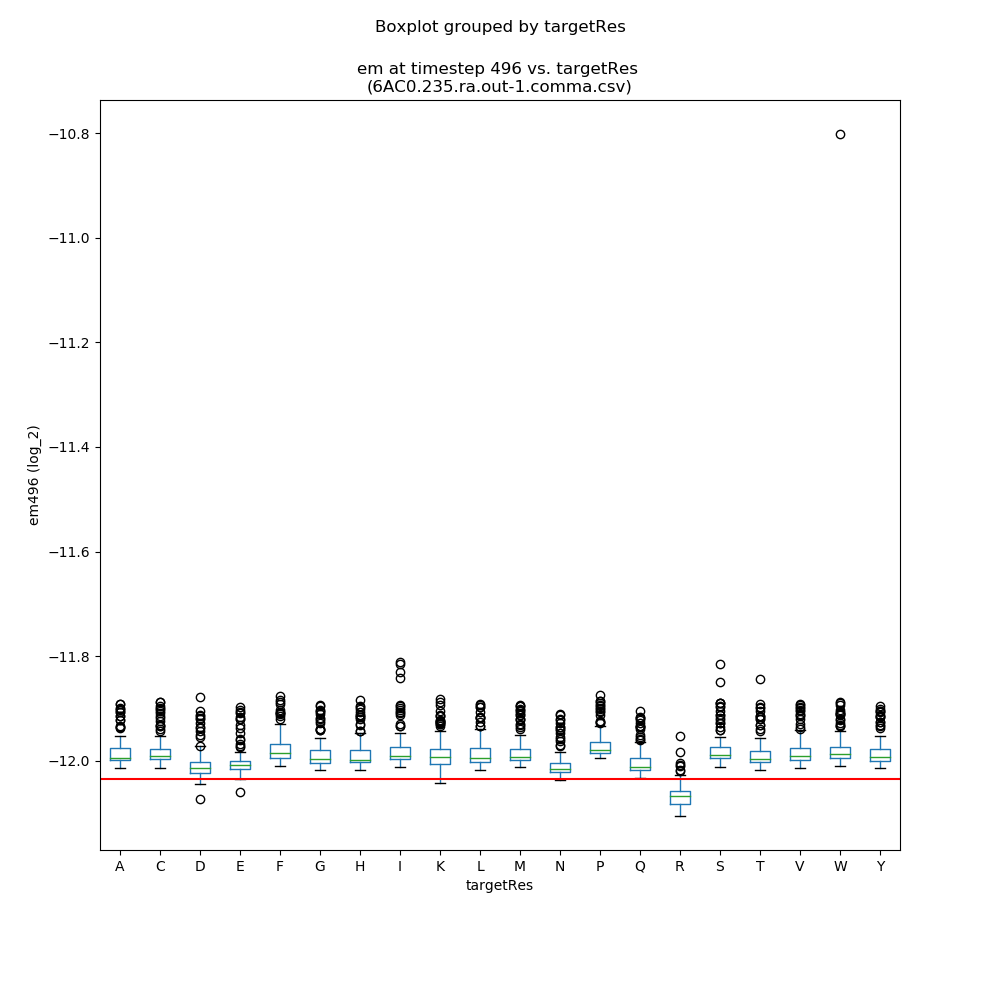 Boxplot grouped by targetRes
em at timestep 496 vs. targetRes
(6AC0.235.ra.out-1.comma.csv)
−10.8
−11.0
−11.2
−11.4
−11.6
−11.8
−12.0
em496 (log_2)
A C D E F G H I K L M N P Q R S T V W Y
targetRes